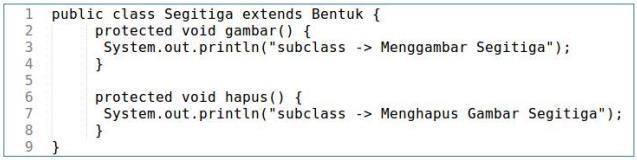 1 public class Segitiga extends Bentuk {
2 protected void gambar() {
3 System.out.println("subclass -> Menggambar Segitiga");
4 }
5
6 protected void hapus() {
7 System.out.println("subclass -> Menghapus Gambar Segitiga");
8 }
9 }